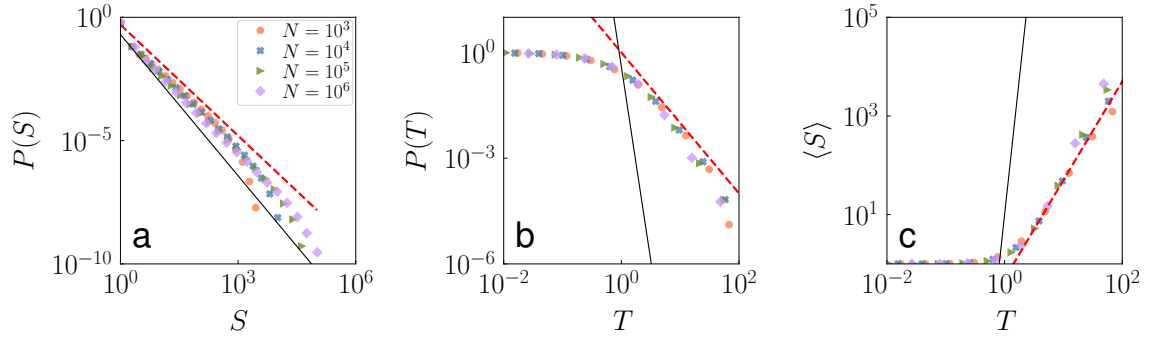 10^0
10^{-5}
10^{-10}
P(S)
10^0
10^3
10^6
S
a
N = 10^3
N = 10^4
N = 10^5
N = 10^6
10^0
10^{-3}
10^{-6}
P(T)
10^{-2}
10^0
10^2
T
b
10^5
10^3
10^1
⟨S⟩
10^{-2}
10^0
10^2
T
c